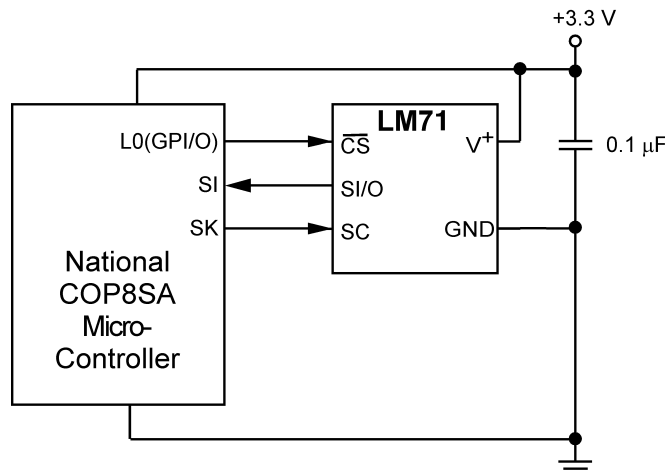 +3.3 V
LM71
L0(GPI/O)
CS
V+
0.1 μF
SI
SI/O
SK
SC
GND
National
COP8SA
Micro-
Controller